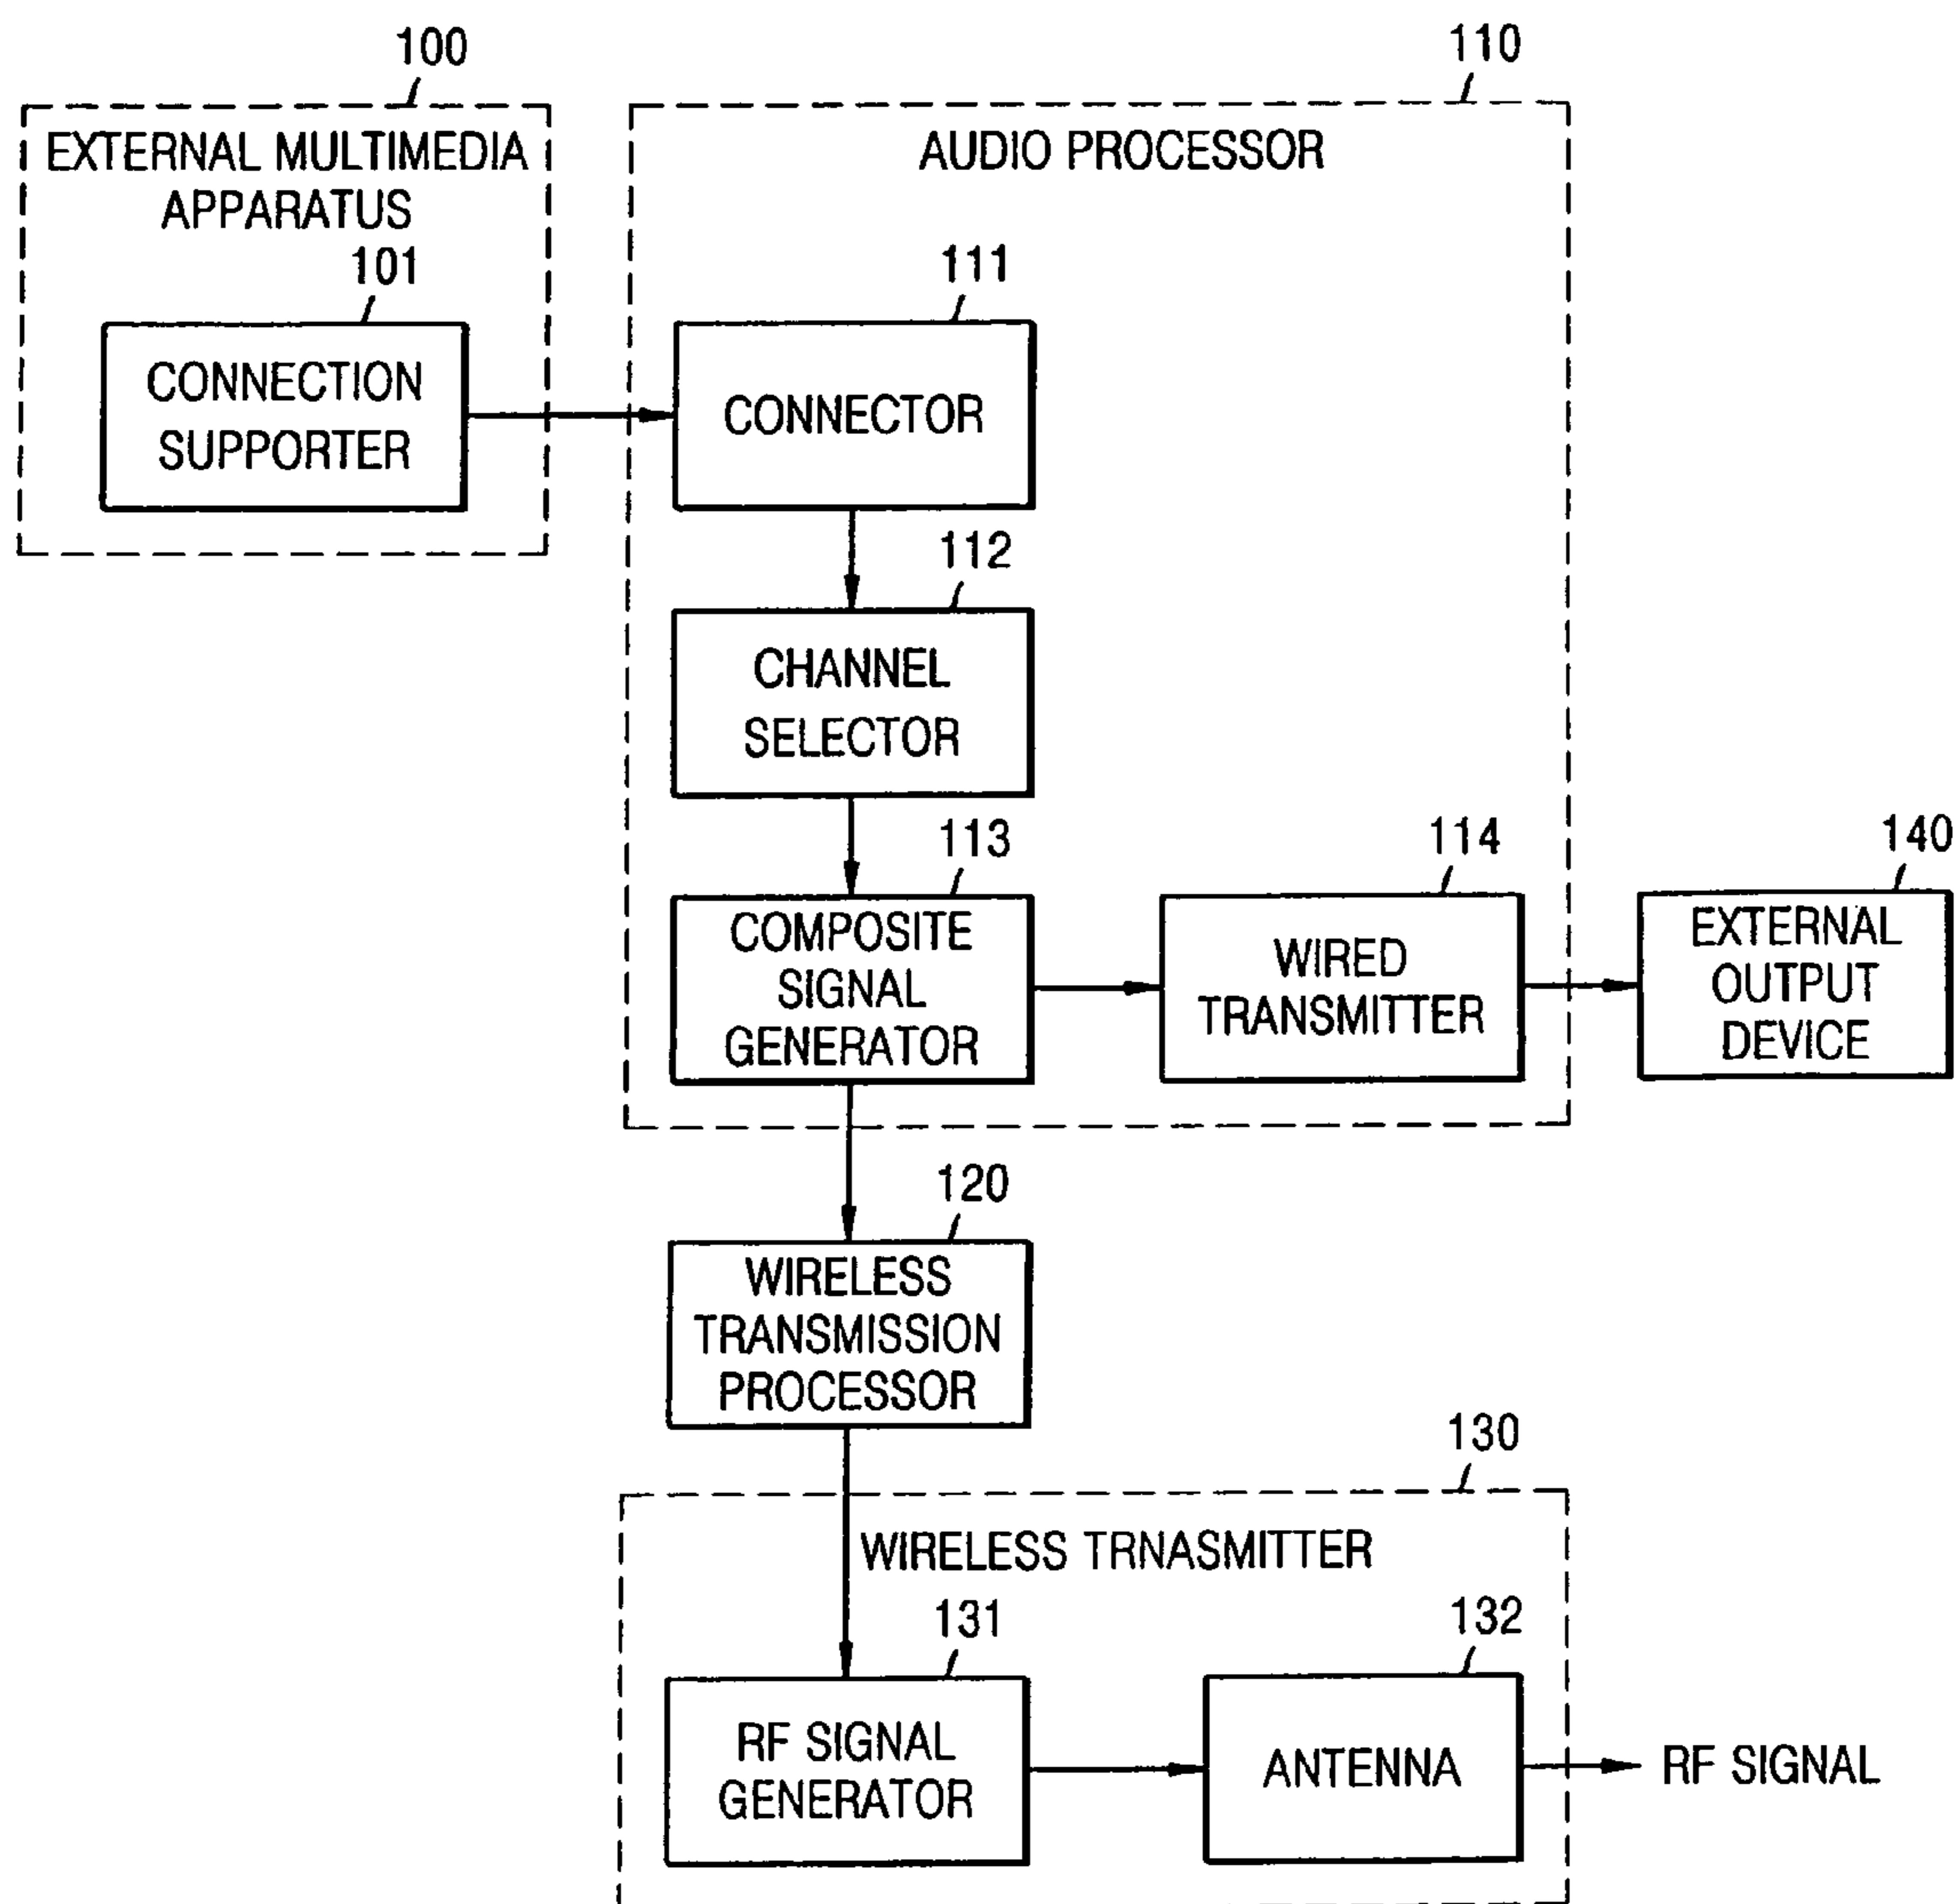 100
110
EXTERNAL MULTIMEDIA
APPARATUS
AUDIO PROCESSOR
101
111
CONNECTION
SUPPORTER
CONNECTOR
112
CHANNEL
SELECTOR
113
114
140
COMPOSITE
SIGNAL
GENERATOR
WIRED
TRANSMITTER
EXTERNAL
OUTPUT
DEVICE
120
WIRELESS
TRANSMISSION
PROCESSOR
130
WIRELESS TRNASMITTER
131
132
RF SIGNAL
GENERATOR
ANTENNA
RF SIGNAL